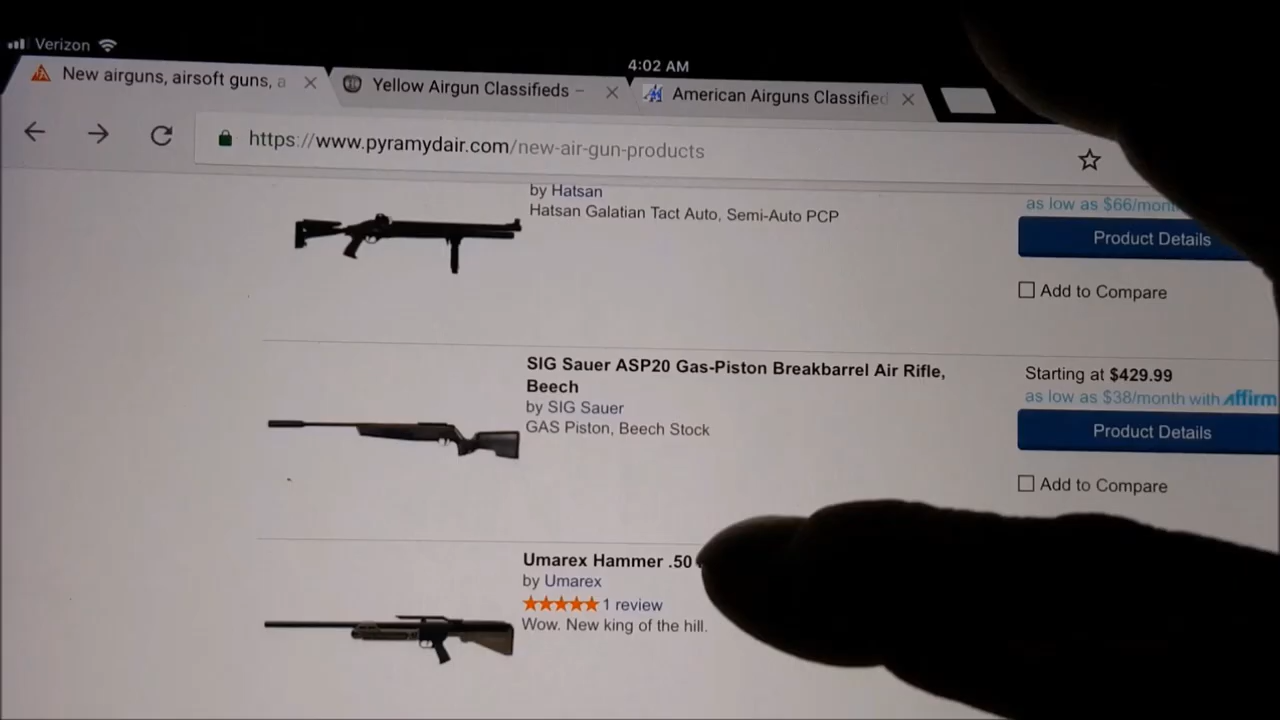 Verizon
4:02 AM
New airguns, airsoft guns, a
Yellow Airgun Classifieds –
American Airguns Classified
https://www.pyramydair.com/new-air-gun-products
by Hatsan
Hatsan Galatian Tact Auto, Semi-Auto PCP
as low as $66/month
Product Details
Add to Compare
SIG Sauer ASP20 Gas-Piston Breakbarrel Air Rifle,
Beech
by SIG Sauer
GAS Piston, Beech Stock
Starting at $429.99
as low as $38/month with Affirm
Product Details
Add to Compare
Umarex Hammer .50
by Umarex
1 review
Wow. New king of the hill.